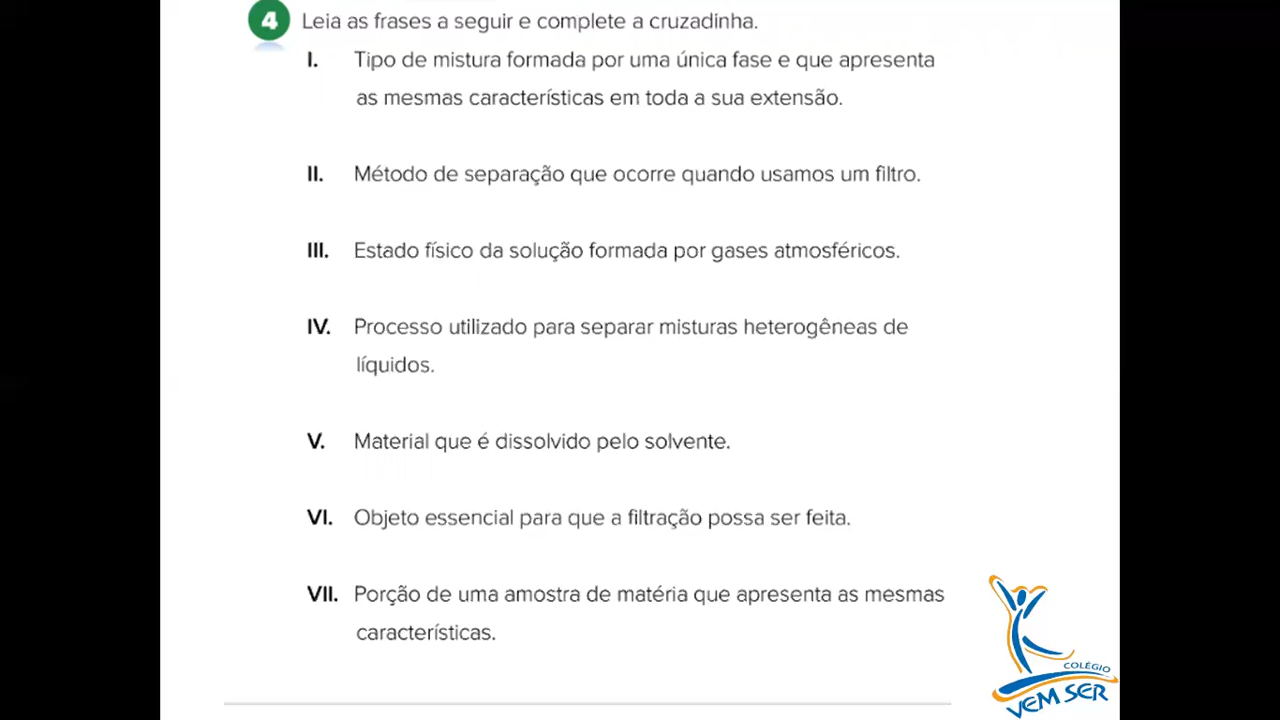 4 Leia as frases a seguir e complete a cruzadinha.
I. Tipo de mistura formada por uma única fase e que apresenta
as mesmas características em toda a sua extensão.
II. Método de separação que ocorre quando usamos um filtro.
III. Estado físico da solução formada por gases atmosféricos.
IV. Processo utilizado para separar misturas heterogêneas de
líquidos.
V. Material que é dissolvido pelo solvente.
VI. Objeto essencial para que a filtração possa ser feita.
VII. Porção de uma amostra de matéria que apresenta as mesmas
características.
COLÉGIO
VEM SER